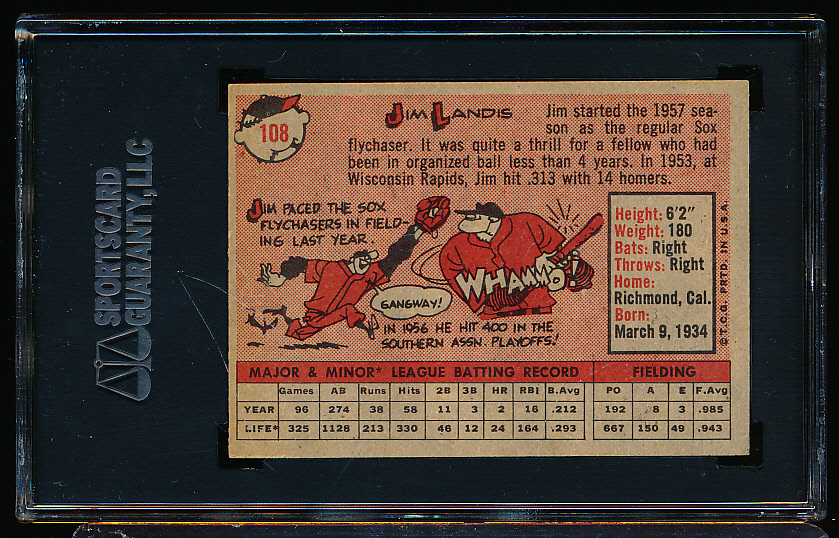 SPORTSCARD
GUARANTY, LLC
108
JIM LANDIS
Jim started the 1957 sea-
son as the regular Sox
flychaser. It was quite a thrill for a fellow who had
been in organized ball less than 4 years. In 1953, at
Wisconsin Rapids, Jim hit .313 with 14 homers.
JIM PACED THE SOX
FLYCHASERS IN FIELD-
ING LAST YEAR.
GANGWAY!
WHAMMO!
IN 1956 HE HIT 400 IN THE
SOUTHERN ASSN. PLAYOFFS!
Height: 6'2"
Weight: 180
Bats: Right
Throws: Right
Home:
Richmond, Cal.
Born:
March 9, 1934
© T.C.G. PRTD. IN U.S.A.
MAJOR & MINOR* LEAGUE BATTING RECORD FIELDING
Games AB Runs Hits 2B 3B HR RBI B.Avg PO A E F.Avg
YEAR 96 274 38 58 11 3 2 16 .212 192 8 3 .985
LIFE* 325 1128 213 330 46 12 24 164 .293 667 150 49 .943